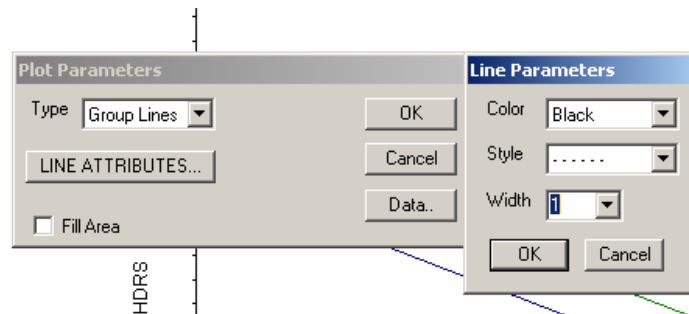 Plot Parameters
Type Group Lines
OK
LINE ATTRIBUTES...
Cancel
Data..
Fill Area
Line Parameters
Color Black
Style ......
Width 1
OK Cancel
HDRS